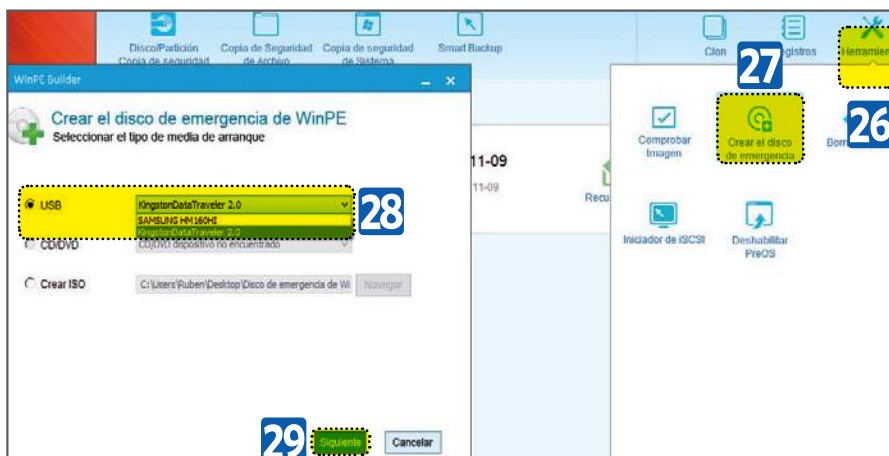 Disco/Partición
Copia de seguridad
Copia de Seguridad
de Archivo
Copia de seguridad
de Sistema
Smart Backup
Clon
gistros
Herramien
27
26
WinPE Builder
Crear el disco de emergencia de WinPE
Seleccionar el tipo de media de arranque
USB
KingstonDataTraveler 2.0
SAMSUNG HM160HI
KingstonDataTraveler 2.0
28
CD/DVD
CD/DVD dispositivo no encuentrado
Crear ISO
C:\Users\Ruben\Desktop\Disco de emergencia de Wi
Navegar
29
Siguiente
Cancelar
11-09
11-09
Recu
Comprobar
Imagen
Crear el disco
de emergencia
Borr
Iniciador de iSCSI
Deshabilitar
PreOS